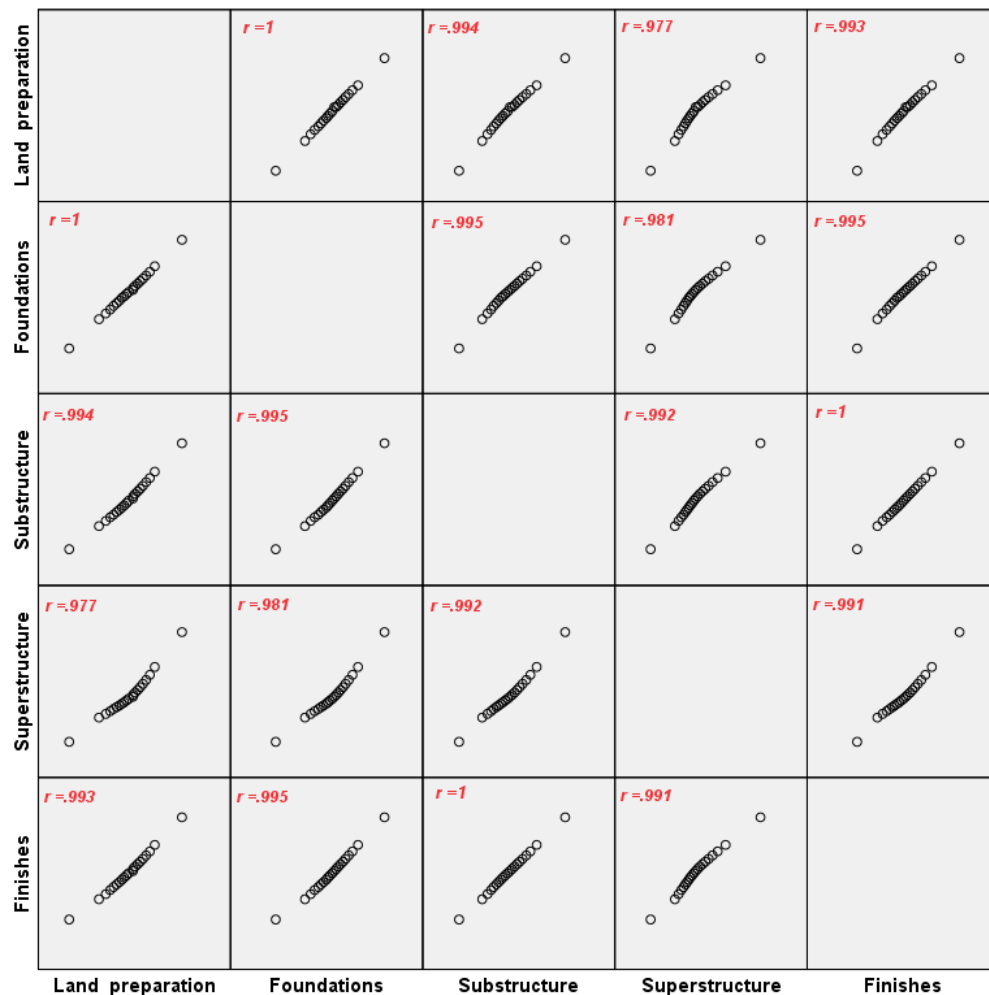 Land preparation
r =1
r =.994
r =.977
r =.993
Foundations
r =1
r =.995
r =.981
r =.995
Substructure
r =.994
r =.995
r =.992
r =1
Superstructure
r =.977
r =.981
r =.992
r =.991
Finishes
r =.993
r =.995
r =1
r =.991
Land preparation
Foundations
Substructure
Superstructure
Finishes